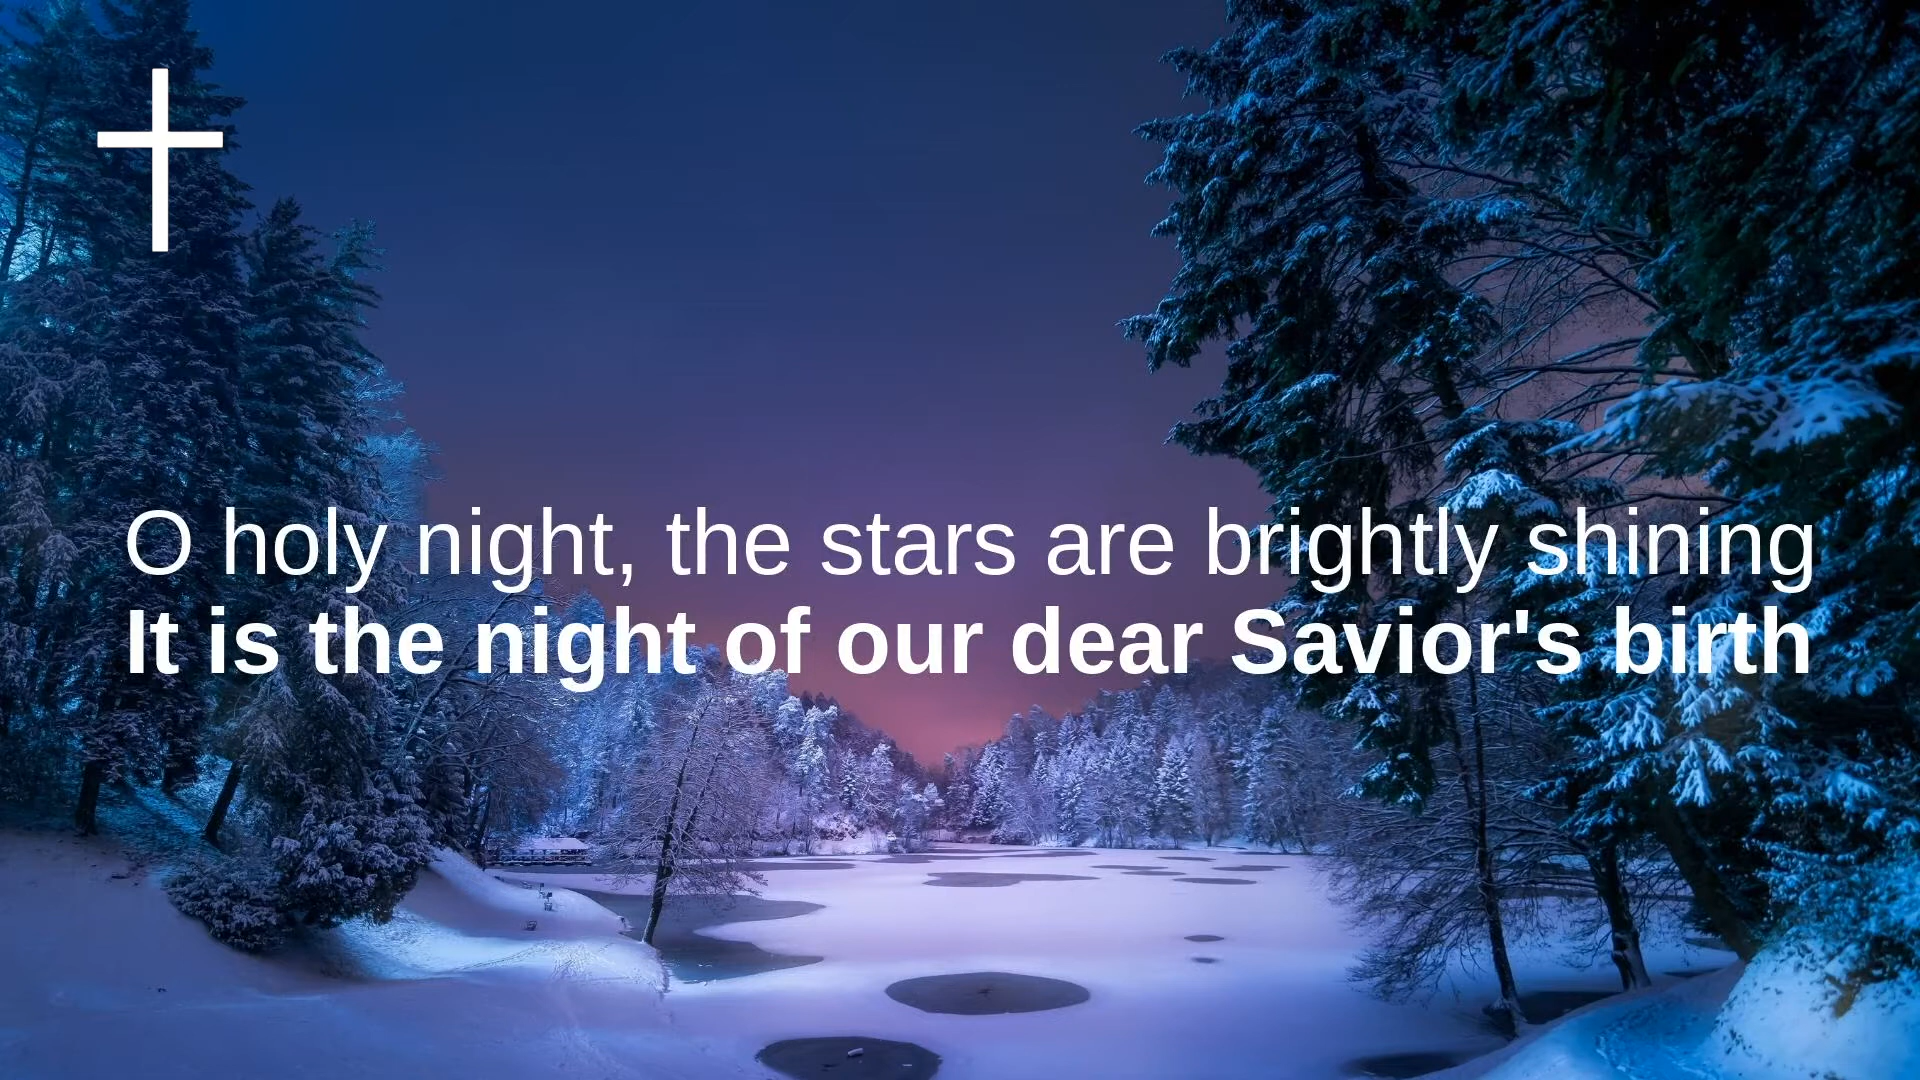 O holy night, the stars are brightly shining
It is the night of our dear Savior's birth